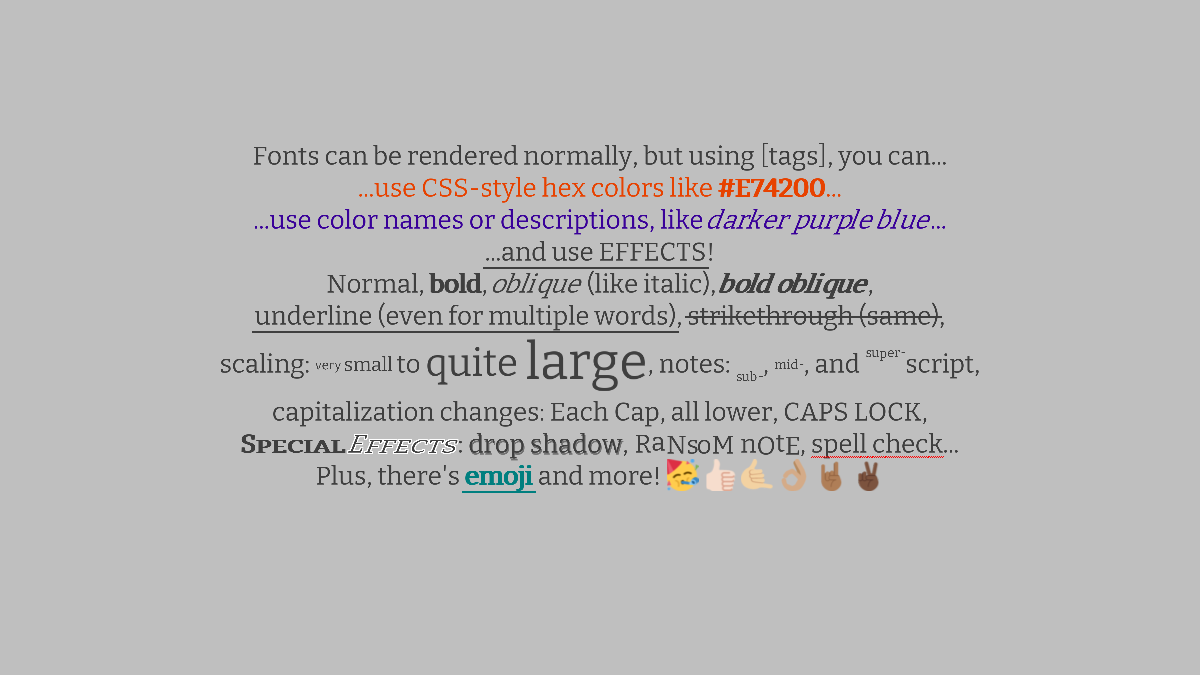 Fonts can be rendered normally, but using [tags], you can...
...use CSS-style hex colors like #E74200...
...use color names or descriptions, like darker purple blue...
...and use EFFECTS!
Normal, bold, oblique (like italic), bold oblique,
underline (even for multiple words), strikethrough (same),
scaling: very small to quite large, notes: sub-, mid-, and super-script,
capitalization changes: Each Cap, all lower, CAPS LOCK,
SPECIAL EFFECTS: drop shadow, RaNsoM nOtE, spell check...
Plus, there's emoji and more! 🥳👍🏻🤙🏼👌🏽🤘🏾✌🏿